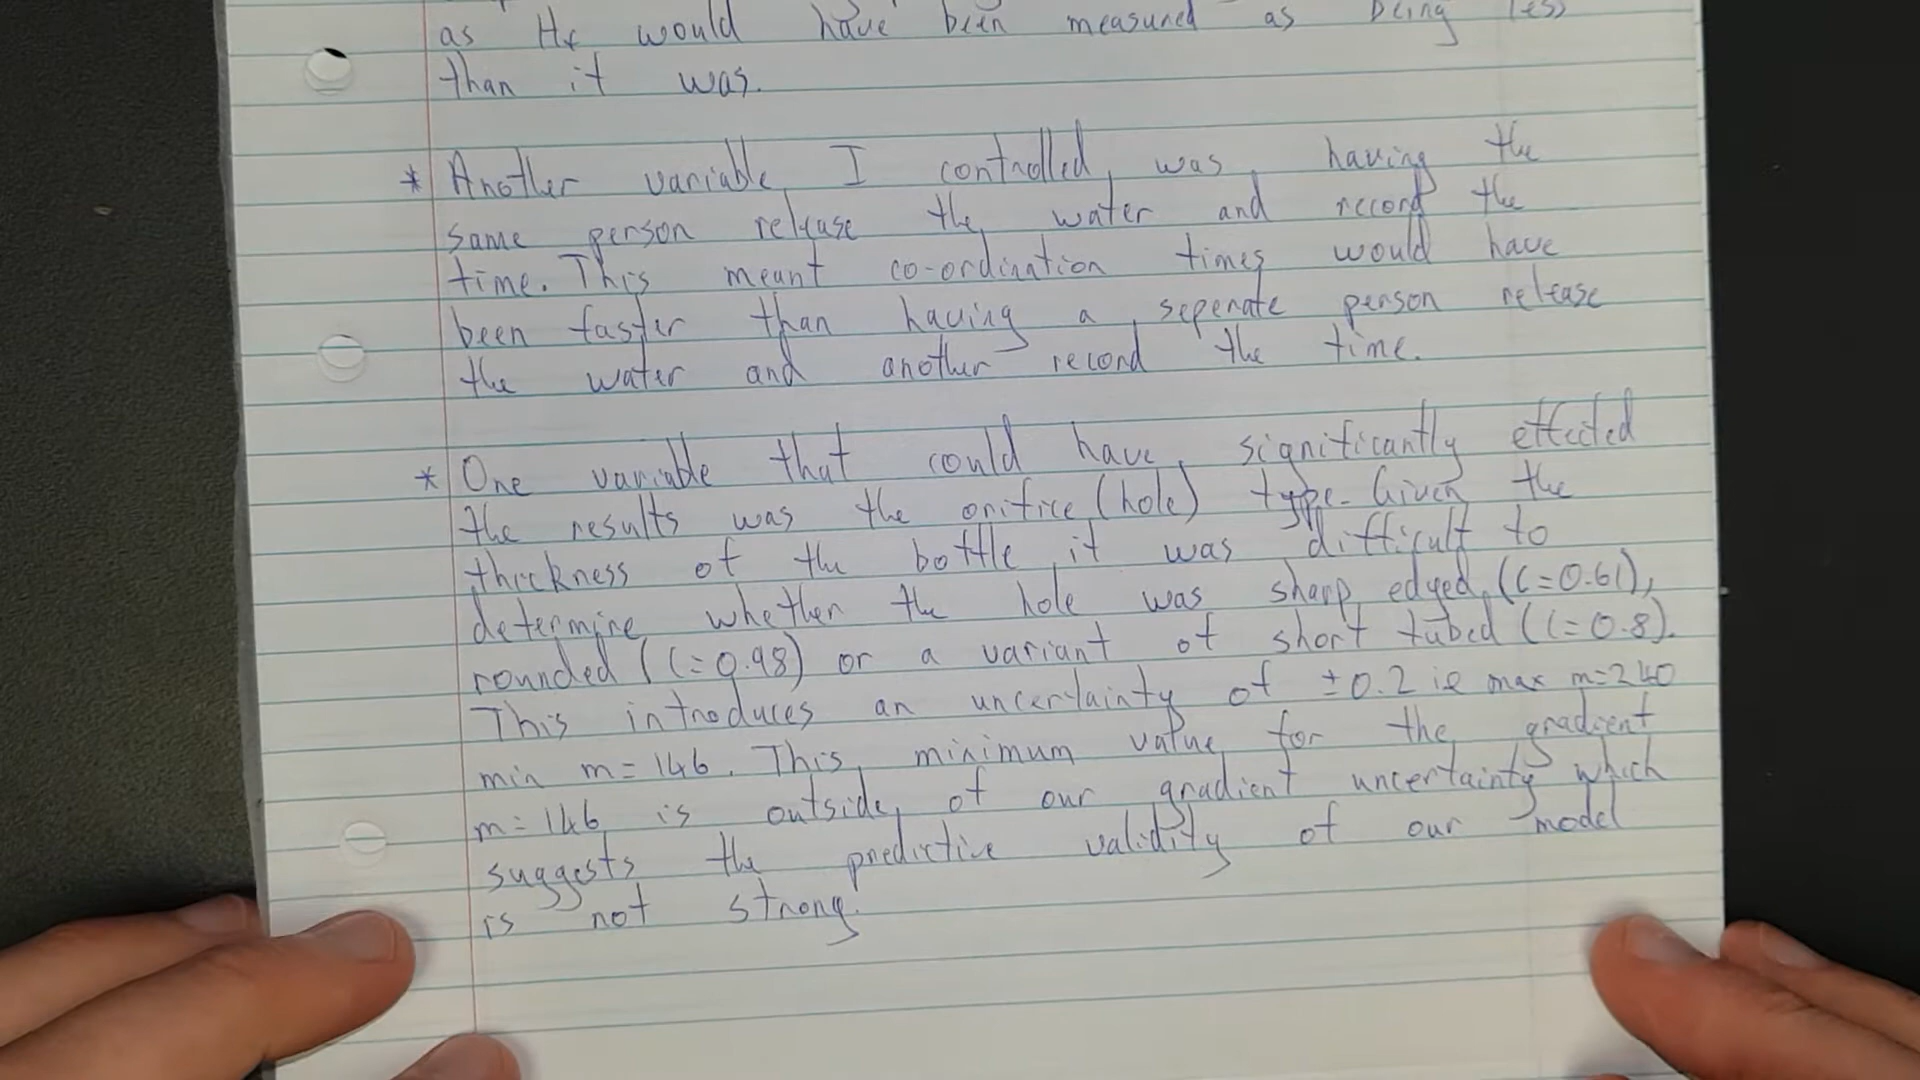 as Hf would have been measured as being less
than it was.
* Another variable I controlled was having the
same person release the water and record the
time. This meant co-ordination times would have
been faster than having a seperate person release
the water and another record the time.
* One variable that could have significantly effected
the results was the orifice (hole) type. Given the
thickness of the bottle it was difficult to
determine whether the hole was sharp edged (C=0.61),
rounded (C=0.98) or a variant of short tubed (C=0.8).
This introduces an uncertainty of ±0.2 ie max m=240
min m=146. This minimum value for the gradient
m=146 is outside of our gradient uncertainty which
suggests the predictive validity of our model
is not strong.